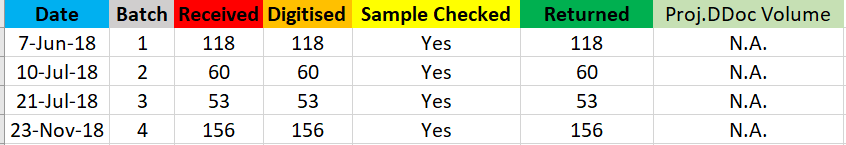 Date Batch Received Digitised Sample Checked Returned Proj.DDoc Volume
7-Jun-18 1 118 118 Yes 118 N.A.
10-Jul-18 2 60 60 Yes 60 N.A.
21-Jul-18 3 53 53 Yes 53 N.A.
23-Nov-18 4 156 156 Yes 156 N.A.